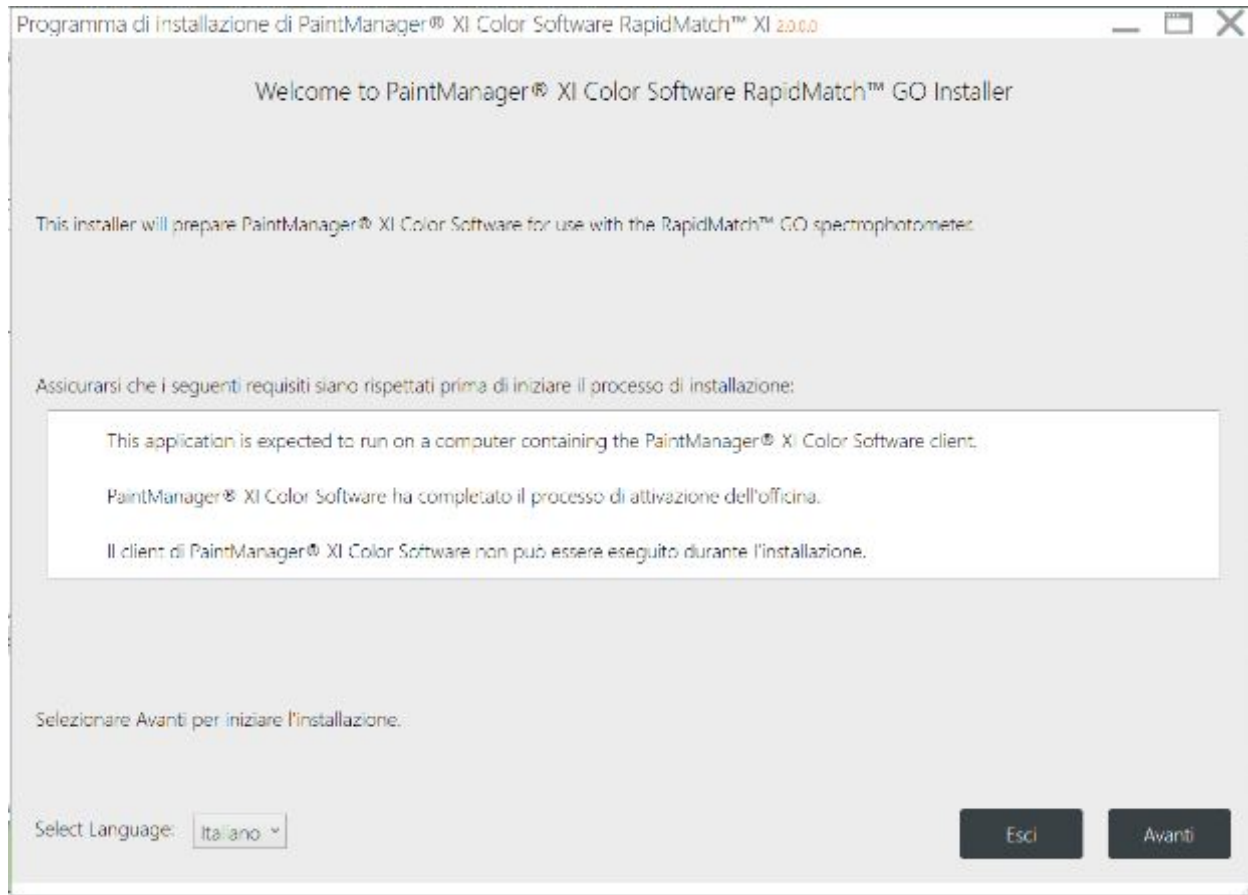 Programma di installazione di PaintManager® XI Color Software RapidMatch™ XI 2.0.0.0
Welcome to PaintManager® XI Color Software RapidMatch™ GO Installer
This installer will prepare PaintManager® XI Color Software for use with the RapidMatch™ GO spectrophotometer.
Assicurarsi che i seguenti requisiti siano rispettati prima di iniziare il processo di installazione:
This application is expected to run on a computer containing the PaintManager® XI Color Software client.
PaintManager® XI Color Software ha completato il processo di attivazione dell'officina.
Il client di PaintManager® XI Color Software non può essere eseguito durante l'installazione.
Selezionare Avanti per iniziare l'installazione.
Select Language: Italiano Esci Avanti